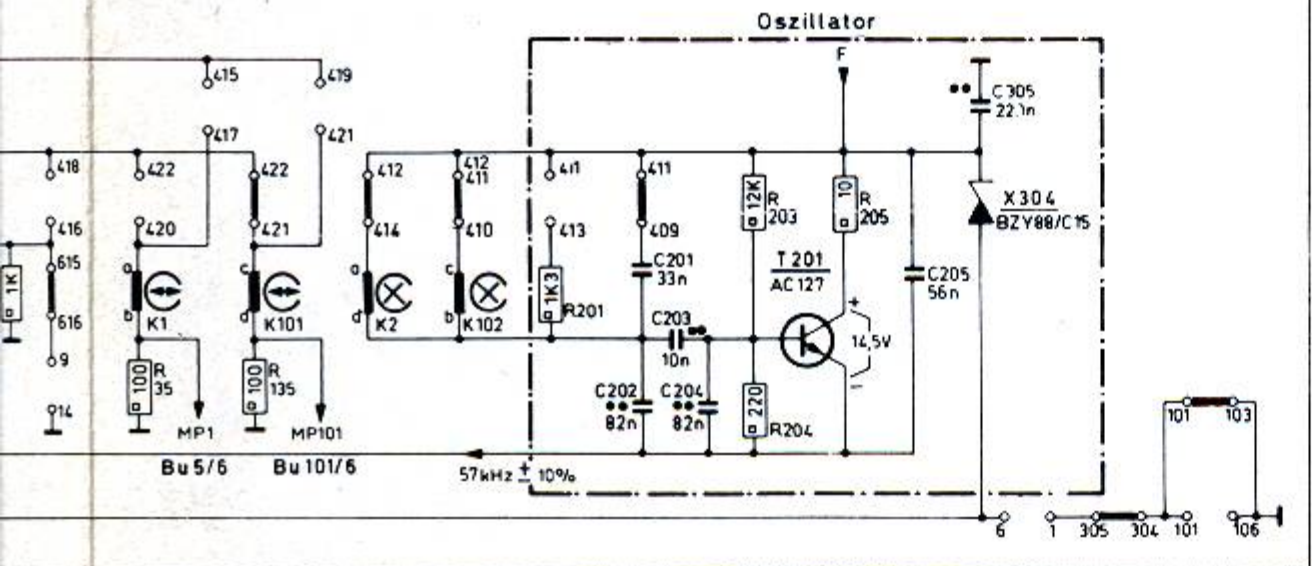 Oszillator
F
415
419
C305
22.1n
417
421
418
422
422
412
412
411
411
411
12K
R
203
10
R
205
X304
BZY88/C15
416
420
421
414
410
413
409
615
1K
a
b
K1
c
d
K101
a
d
K2
c
b
K102
1K3
R201
C201
33n
T201
AC127
C205
56n
C203
10n
+
14,5V
–
616
9
14
100
R
35
100
R
135
C202
82n
C204
82n
220
R204
MP1
MP101
Bu 5/6
Bu 101/6
57kHz ± 10%
101
103
6
1
305
304
101
106